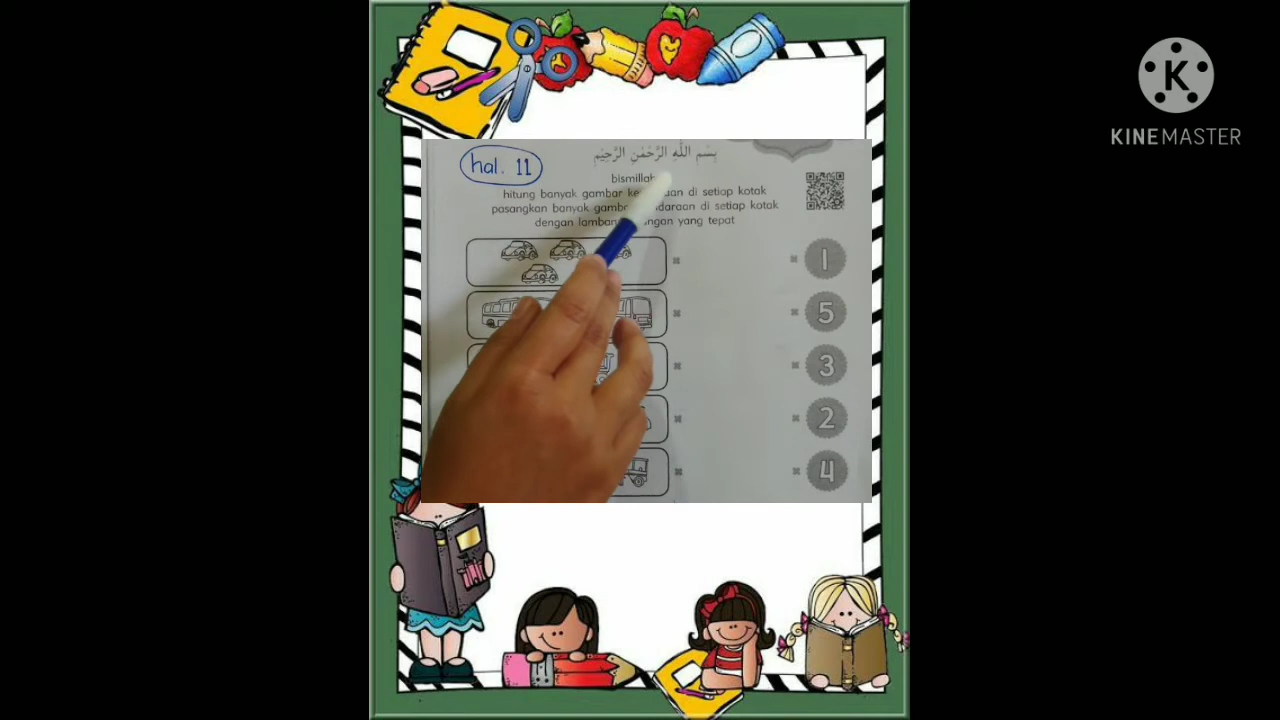 KINEMASTER
hal. 11
بِسْمِ اللَّهِ الرَّحْمٰنِ الرَّحِيْمِ
bismillah
hitung banyak gambar di setiap kotak
pasangkan banyak di setiap kotak
dengan yang tepat
1
5
3
2
4